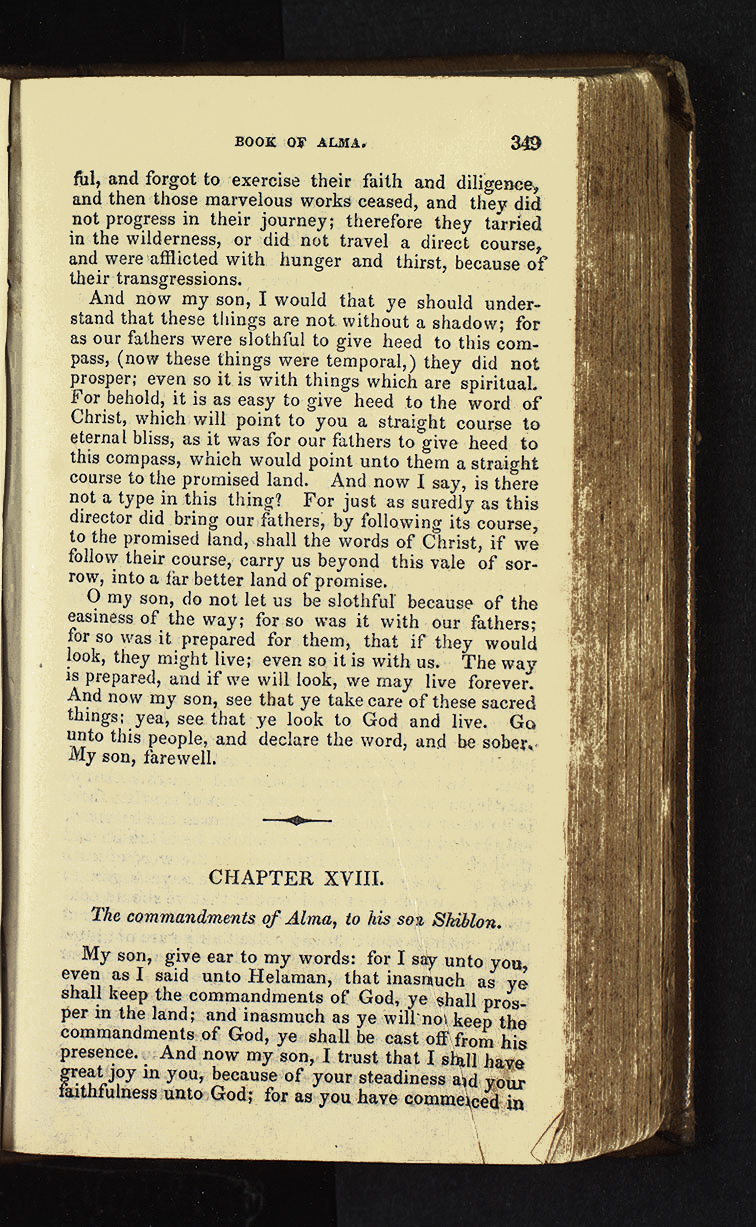 BOOK OF ALMA. 349
ful, and forgot to exercise their faith and diligence,
and then those marvelous works ceased, and they did
not progress in their journey; therefore they tarried
in the wilderness, or did not travel a direct course,
and were afflicted with hunger and thirst, because of
their transgressions.
And now my son, I would that ye should under-
stand that these things are not without a shadow; for
as our fathers were slothful to give heed to this com-
pass, (now these things were temporal,) they did not
prosper; even so it is with things which are spiritual.
For behold, it is as easy to give heed to the word of
Christ, which will point to you a straight course to
eternal bliss, as it was for our fathers to give heed to
this compass, which would point unto them a straight
course to the promised land. And now I say, is there
not a type in this thing? For just as suredly as this
director did bring our fathers, by following its course,
to the promised land, shall the words of Christ, if we
follow their course, carry us beyond this vale of sor-
row, into a far better land of promise.
O my son, do not let us be slothful because of the
easiness of the way; for so was it with our fathers;
for so was it prepared for them, that if they would
look, they might live; even so it is with us. The way
is prepared, and if we will look, we may live forever.
And now my son, see that ye take care of these sacred
things; yea, see that ye look to God and live. Go
unto this people, and declare the word, and be sober.
My son, farewell.
CHAPTER XVIII.
The commandments of Alma, to his son Shiblon.
My son, give ear to my words: for I say unto you,
even as I said unto Helaman, that inasmuch as ye
shall keep the commandments of God, ye shall pros-
per in the land; and inasmuch as ye will not keep the
commandments of God, ye shall be cast off from his
presence. And now my son, I trust that I shall have
great joy in you, because of your steadiness and your
faithfulness unto God; for as you have commenced in